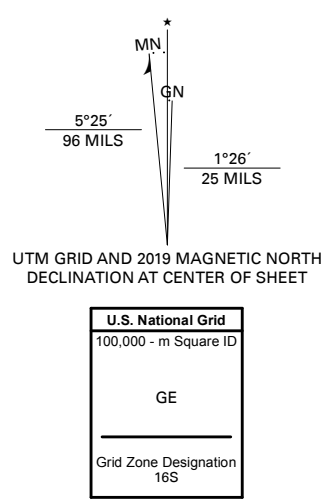 ★
MN
GN
5°25´
96 MILS
1°26´
25 MILS
UTM GRID AND 2019 MAGNETIC NORTH
DECLINATION AT CENTER OF SHEET
U.S. National Grid
100,000 - m Square ID
GE
Grid Zone Designation
16S